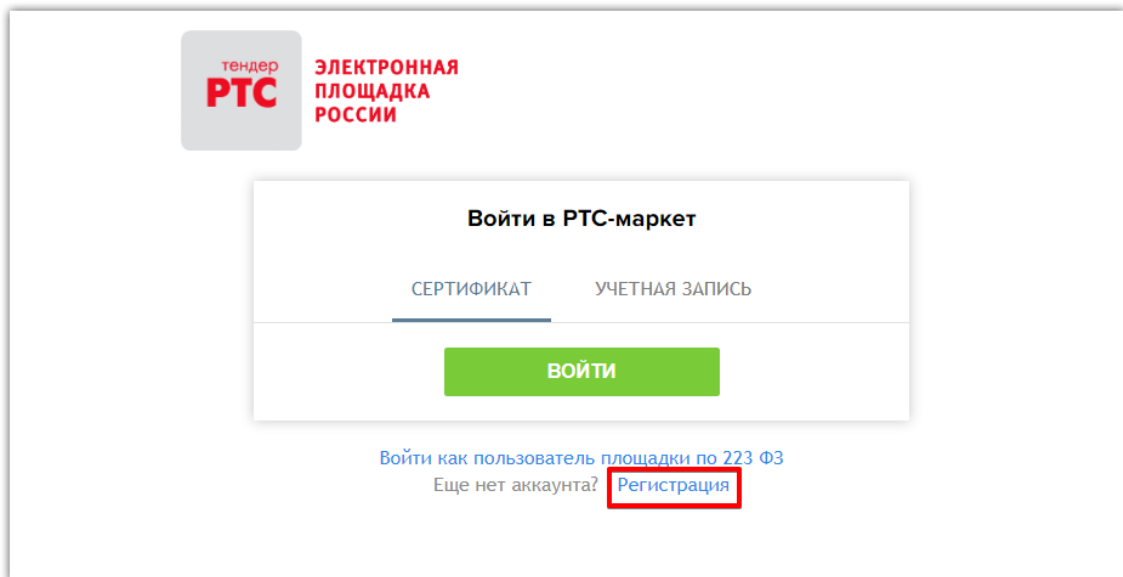 тендер
РТС
ЭЛЕКТРОННАЯ
ПЛОЩАДКА
РОССИИ
Войти в РТС-маркет
СЕРТИФИКАТ УЧЕТНАЯ ЗАПИСЬ
ВОЙТИ
Войти как пользователь площадки по 223 ФЗ
Еще нет аккаунта? Регистрация